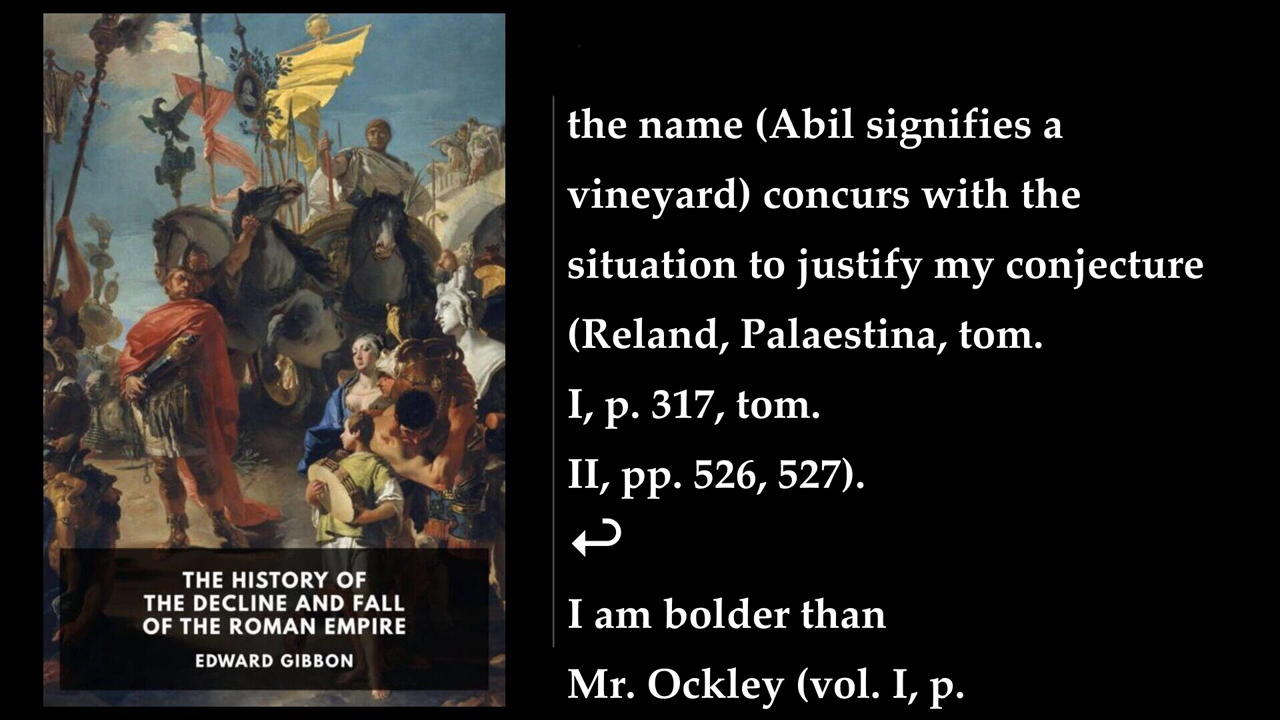 THE HISTORY OF
THE DECLINE AND FALL
OF THE ROMAN EMPIRE
EDWARD GIBBON
the name (Abil signifies a
vineyard) concurs with the
situation to justify my conjecture
(Reland, Palaestina, tom.
I, p. 317, tom.
II, pp. 526, 527).
↩
I am bolder than
Mr. Ockley (vol. I, p.